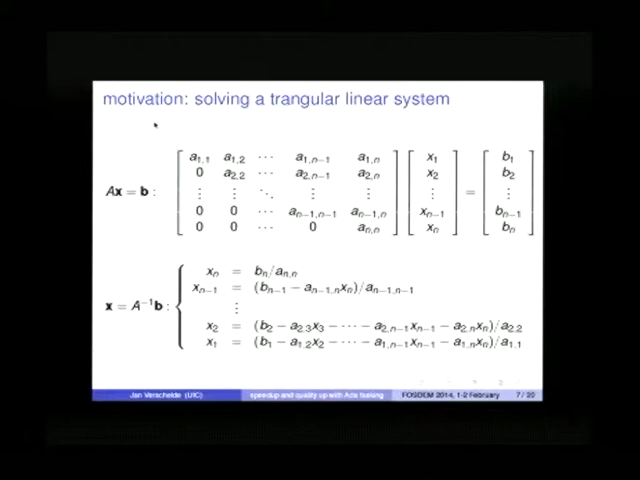 motivation: solving a trangular linear system
Ax = b :
a1,1 a1,2 ⋯ a1,n−1 a1,n
0 a2,2 ⋯ a2,n−1 a2,n
⋮ ⋮ ⋱ ⋮ ⋮
0 0 ⋯ an−1,n−1 an−1,n
0 0 ⋯ 0 an,n
x1
x2
⋮
xn−1
xn
=
b1
b2
⋮
bn−1
bn
x = A−1b :
xn = bn/an,n
xn−1 = (bn−1 − an−1,nxn)/an−1,n−1
⋮
x2 = (b2 − a2,3x3 − ⋯ − a2,n−1xn−1 − a2,nxn)/a2,2
x1 = (b1 − a1,2x2 − ⋯ − a1,n−1xn−1 − a1,nxn)/a1,1
Jan Verschelde (UIC) speedup and quality up with Ada tasking FOSDEM 2014, 1-2 February 7 / 20